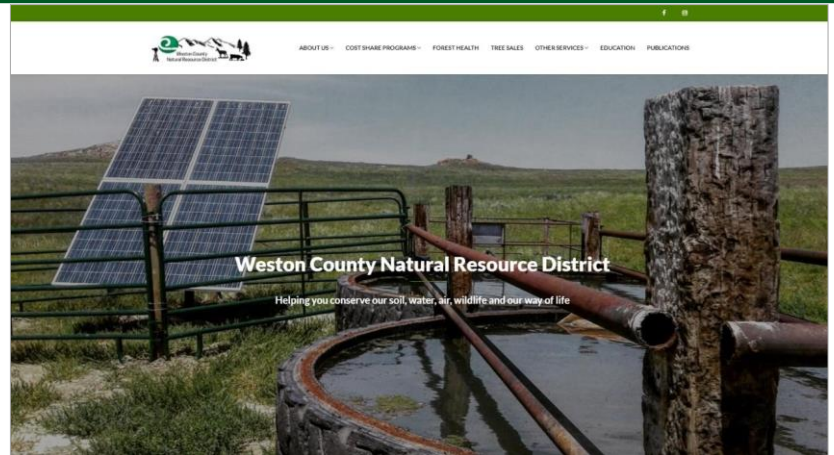 Weston County
Natural Resource District
ABOUT US
COST SHARE PROGRAMS
FOREST HEALTH
TREE SALES
OTHER SERVICES
EDUCATION
PUBLICATIONS
Weston County Natural Resource District
Helping you conserve our soil, water, air, wildlife and our way of life